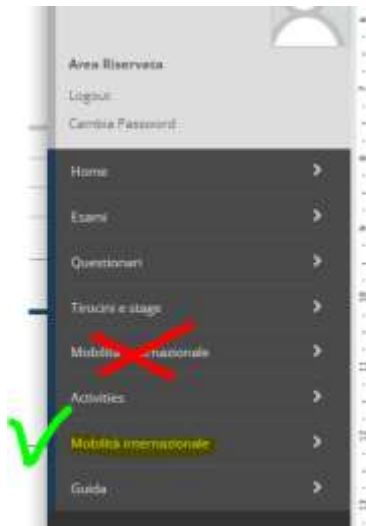 Area Riservata
Logout
Cambia Password
Home
Esami
Questionari
Tirocini e stage
Mobilità internazionale
Activities
Mobilità internazionale
Guida